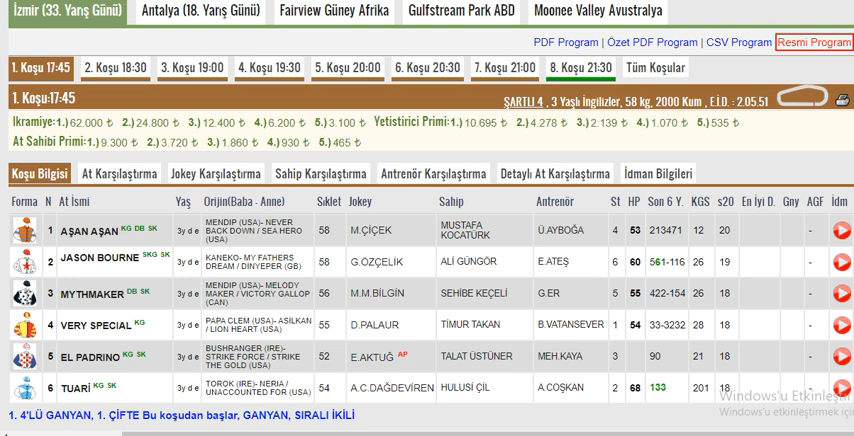 İzmir (33. Yarış Günü) Antalya (18. Yarış Günü) Fairview Güney Afrika Gulfstream Park ABD Moonee Valley Avustralya
PDF Program | Özet PDF Program | CSV Program Resmi Program
1. Koşu 17:45 2. Koşu 18:30 3. Koşu 19:00 4. Koşu 19:30 5. Koşu 20:00 6. Koşu 20:30 7. Koşu 21:00 8. Koşu 21:30 Tüm Koşular
1. Koşu:17:45 ŞARTLI 4 , 3 Yaşlı İngilizler, 58 kg, 2000 Kum , E.İ.D. : 2.05.51
Ikramiye:1.) 62.000 ₺ 2.) 24.800 ₺ 3.) 12.400 ₺ 4.) 6.200 ₺ 5.) 3.100 ₺ Yetistirici Primi:1.) 10.695 ₺ 2.) 4.278 ₺ 3.) 2.139 ₺ 4.) 1.070 ₺ 5.) 535 ₺
At Sahibi Primi:1.) 9.300 ₺ 2.) 3.720 ₺ 3.) 1.860 ₺ 4.) 930 ₺ 5.) 465 ₺
Koşu Bilgisi At Karşılaştırma Jokey Karşılaştırma Sahip Karşılaştırma Antrenör Karşılaştırma Detaylı At Karşılaştırma İdman Bilgileri
Forma N At İsmi Yaş Orijin(Baba - Anne) Sıklet Jokey Sahip Antrenör St HP Son 6 Y. KGS s20 En İyi D. Gny AGF İdm
1 AŞAN AŞAN KG DB SK 3y d e MENDIP (USA)- NEVER BACK DOWN / SEA HERO (USA) 58 M.ÇİÇEK MUSTAFA KOCATÜRK Ü.AYBOĞA 4 53 213471 12 20 -
2 JASON BOURNE SKG GK SK 3y d e KANEKO- MY FATHERS DREAM / DINYEPER (GB) 58 G.ÖZÇELİK ALİ GÜNGÖR E.ATEŞ 6 60 561-116 26 19 -
3 MYTHMAKER DB SK 3y d e MENDIP (USA)- MELODY MAKER / VICTORY GALLOP (CAN) 56 M.M.BİLGİN SEHİBE KEÇELİ G.ER 5 55 422-154 26 18 -
4 VERY SPECIAL KG 3y d e PAPA CLEM (USA)- ASİLKAN / LION HEART (USA) 55 D.PALAUR TİMUR TAKAN B.VATANSEVER 1 54 33-3232 28 18 -
5 EL PADRINO KG SK 3y d e BUSHRANGER (IRE)- STRIKE FORCE / STRIKE THE GOLD (USA) 52 E.AKTUĞ AP TALAT ÜSTÜNER MEH.KAYA 3 90 21 18 -
6 TUARİ KG SK 3y d e TOROK (IRE)- NERIA / UNACCOUNTED FOR (USA) 54 A.C.DAĞDEVİREN HULUSİ ÇİL A.COŞKAN 2 68 133 201 18 -
Windows'u Etkinleştir
Windows'u etkinleştirmek için
1. 4'LÜ GANYAN, 1. ÇİFTE Bu koşudan başlar, GANYAN, SIRALI İKİLİ